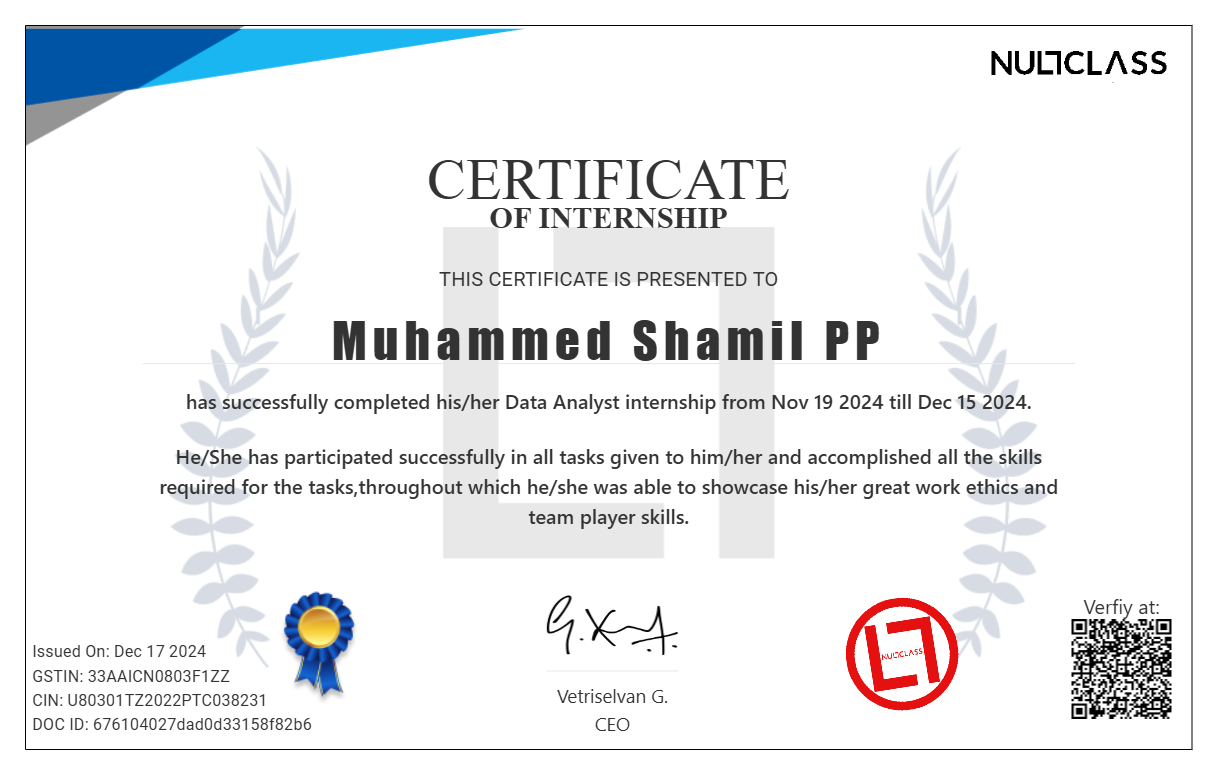 NULTCLASS
CERTIFICATE
OF INTERNSHIP
THIS CERTIFICATE IS PRESENTED TO
Muhammed Shamil PP
has successfully completed his/her Data Analyst internship from Nov 19 2024 till Dec 15 2024.
He/She has participated successfully in all tasks given to him/her and accomplished all the skills
required for the tasks,throughout which he/she was able to showcase his/her great work ethics and
team player skills.
Issued On: Dec 17 2024
GSTIN: 33AAICN0803F1ZZ
CIN: U80301TZ2022PTC038231
DOC ID: 676104027dad0d33158f82b6
Vetriselvan G.
CEO
NULTCLASS
Verfiy at: